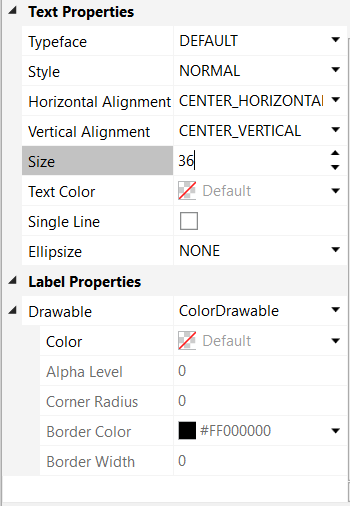 Text Properties
Typeface DEFAULT
Style NORMAL
Horizontal Alignment CENTER_HORIZONTAL
Vertical Alignment CENTER_VERTICAL
Size 36
Text Color Default
Single Line
Ellipsize NONE
Label Properties
Drawable ColorDrawable
Color Default
Alpha Level 0
Corner Radius 0
Border Color #FF000000
Border Width 0